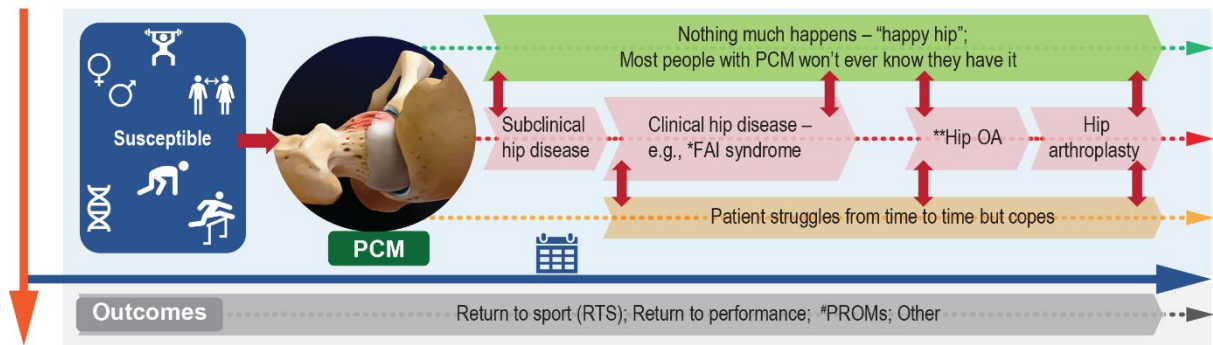 Nothing much happens – “happy hip”;
Most people with PCM won’t ever know they have it
Susceptible
Subclinical
hip disease
Clinical hip disease –
e.g., *FAI syndrome
**Hip OA
Hip
arthroplasty
Patient struggles from time to time but copes
PCM
Outcomes
Return to sport (RTS); Return to performance; #PROMs; Other